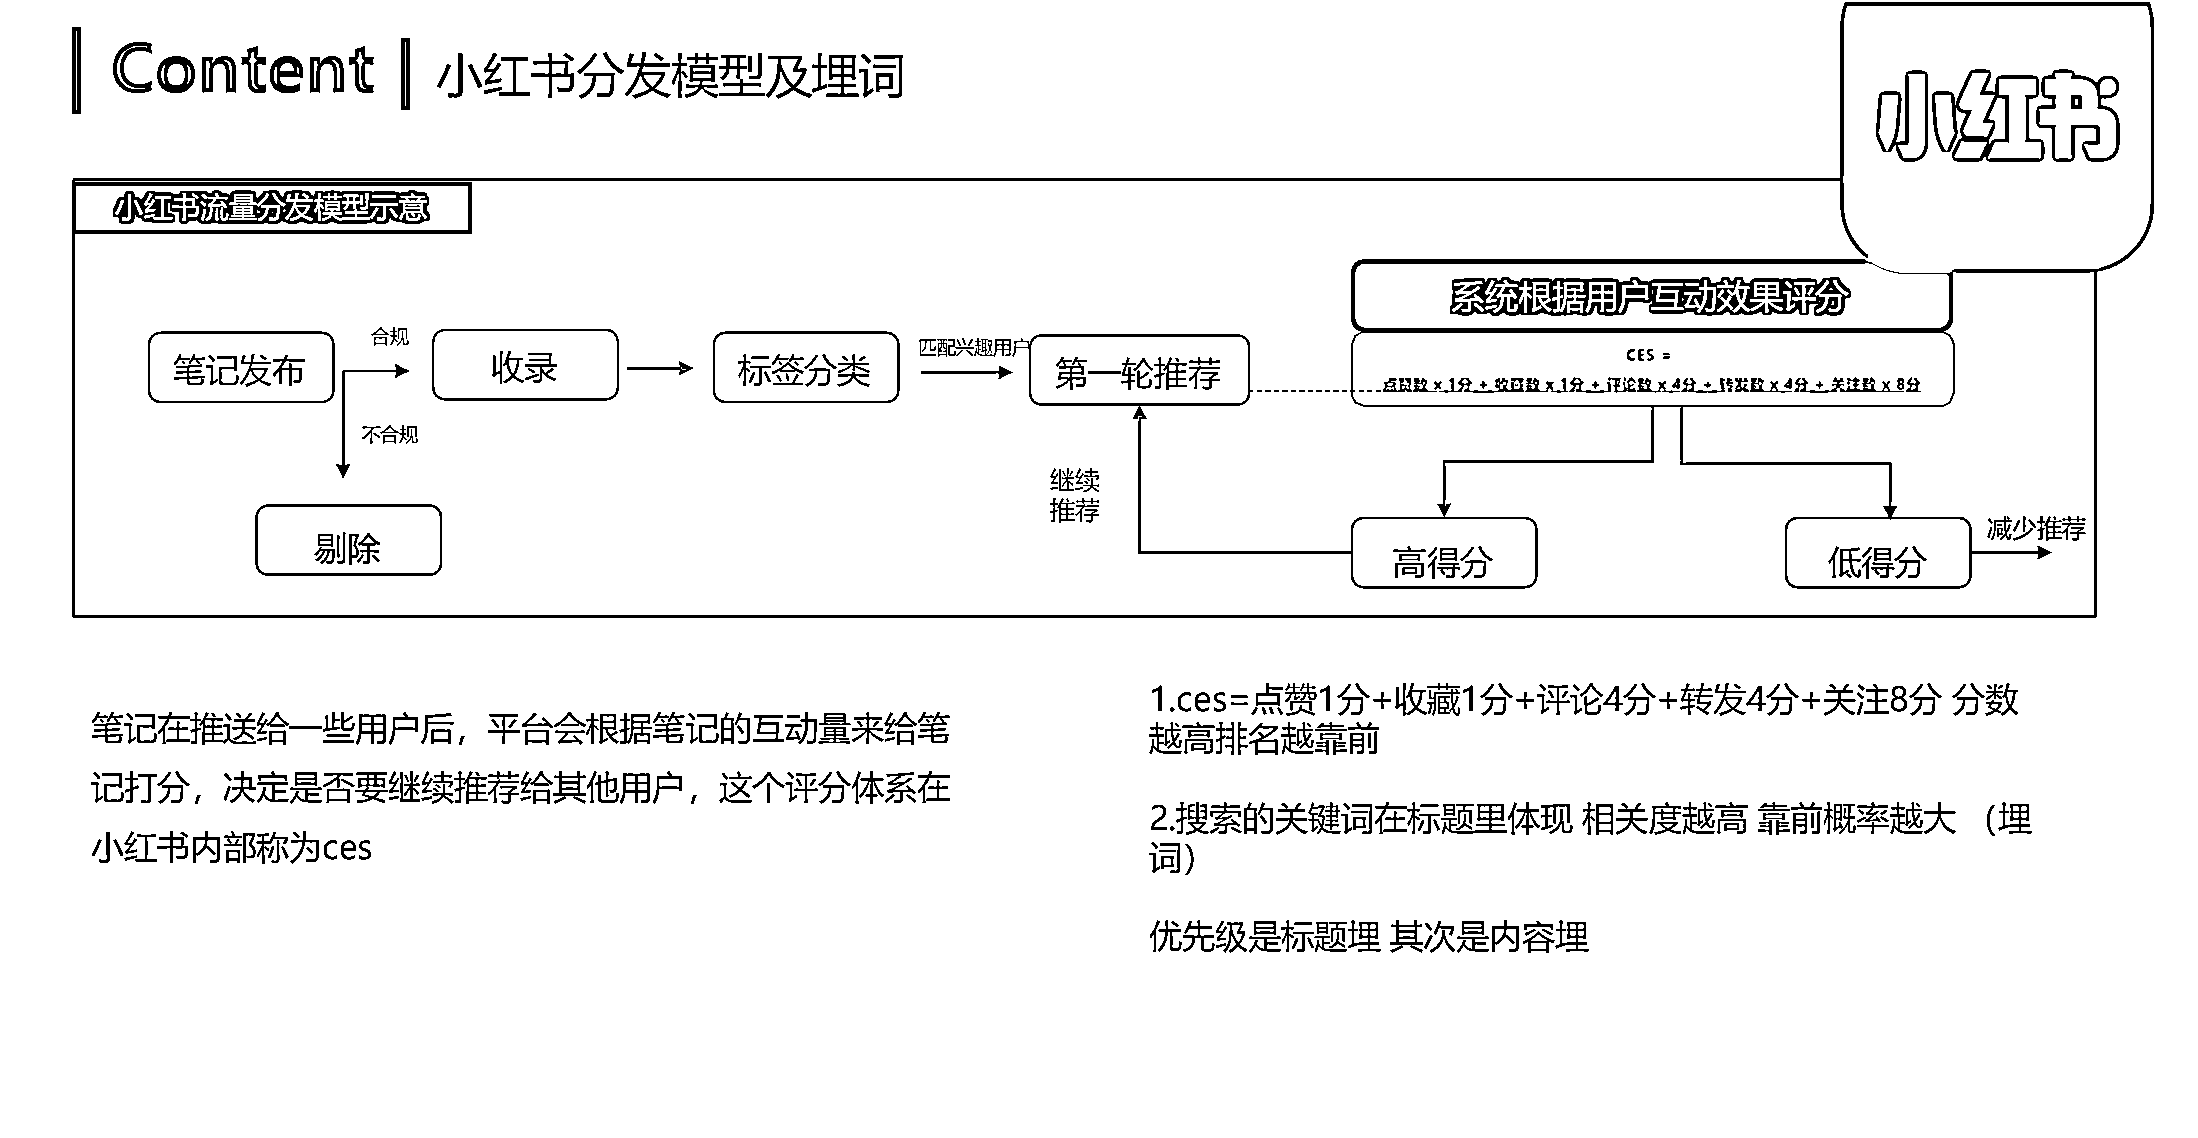 Content
小红书分发模型及埋词
小红书
小红书流量分发模型示意
系统根据用户互动效果评分
CES =
点赞数 x 1分 + 收藏数 x 1分 + 评论数 x 4分 + 转发数 x 4分 + 关注数 x 8分
笔记发布
合规
收录
标签分类
匹配兴趣用户
第一轮推荐
不合规
剔除
继续
推荐
高得分
低得分
减少推荐
笔记在推送给一些用户后，平台会根据笔记的互动量来给笔
记打分，决定是否要继续推荐给其他用户，这个评分体系在
小红书内部称为ces
1.ces=点赞1分+收藏1分+评论4分+转发4分+关注8分 分数
越高排名越靠前
2.搜索的关键词在标题里体现 相关度越高 靠前概率越大 （埋
词）
优先级是标题埋 其次是内容埋